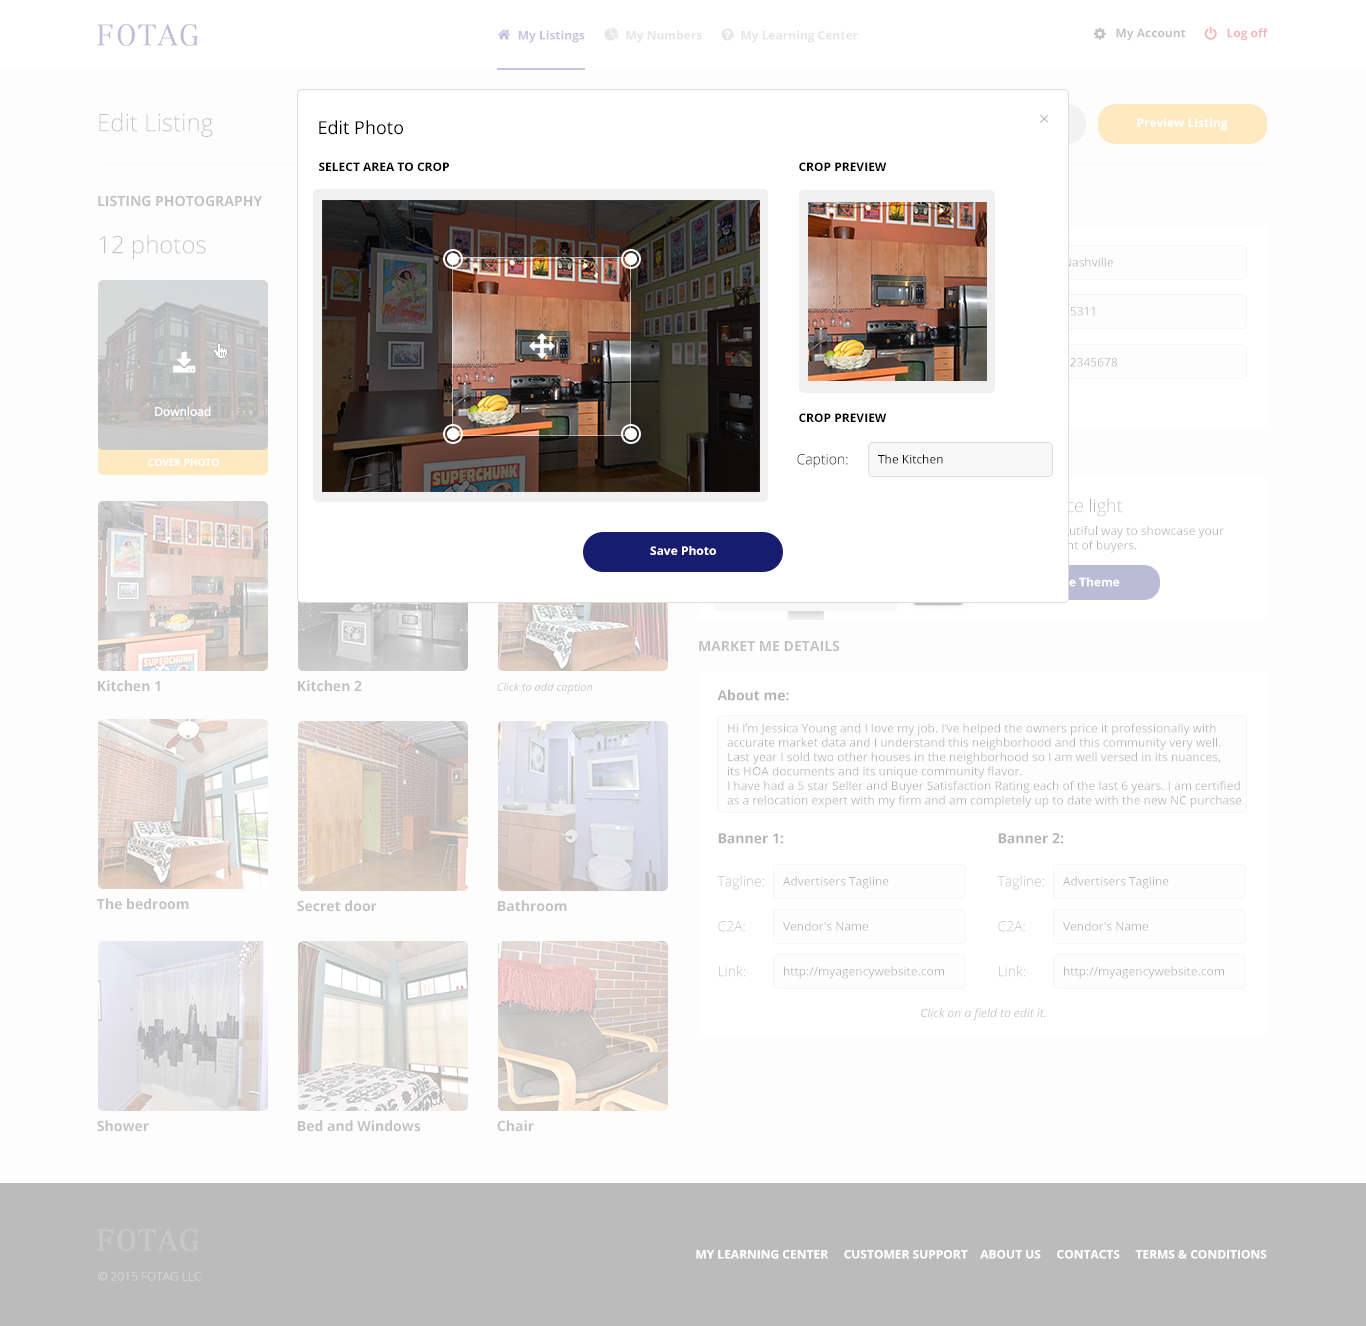 FOTAG
My Listings
My Numbers
My Learning Center
My Account
Log off
Edit Listing
Preview Listing
Edit Photo
×
SELECT AREA TO CROP
CROP PREVIEW
LISTING PHOTOGRAPHY
12 photos
Download
COVER PHOTO
SUPERCHUNK
CROP PREVIEW
Caption:
The Kitchen
Save Photo
Nashville
5311
2345678
ce light
utiful way to showcase your
nt of buyers.
e Theme
SUPERCHUNK
Kitchen 1
Kitchen 2
Click to add caption
The bedroom
Secret door
Bathroom
Shower
Bed and Windows
Chair
MARKET ME DETAILS
About me:
Hi I'm Jessica Young and I love my job. I've helped the owners price it professionally with
accurate market data and I understand this neighborhood and this community very well.
Last year I sold two other houses in the neighborhood so I am well versed in its nuances,
its HOA documents and its unique community flavor.
I have had a 5 star Seller and Buyer Satisfaction Rating each of the last 6 years. I am certified
as a relocation expert with my firm and am completely up to date with the new NC purchase
Banner 1:
Tagline:
Advertisers Tagline
C2A:
Vendor's Name
Link:
http://myagencywebsite.com
Banner 2:
Tagline:
Advertisers Tagline
C2A:
Vendor's Name
Link:
http://myagencywebsite.com
Click on a field to edit it.
FOTAG
© 2015 FOTAG LLC
MY LEARNING CENTER
CUSTOMER SUPPORT
ABOUT US
CONTACTS
TERMS & CONDITIONS